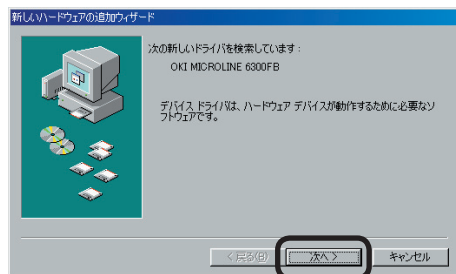 新しいハードウェアの追加ウィザード
次の新しいドライバを検索しています :
OKI MICROLINE 6300FB
デバイス ドライバは、ハードウェア デバイスが動作するために必要なソ
フトウェアです。
< 戻る(B)
次へ >
キャンセル